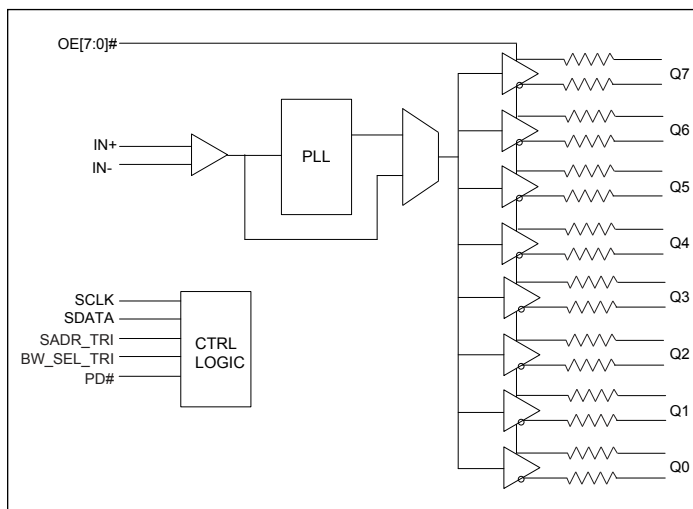 OE[7:0]#
Q7
Q6
IN+
IN-
PLL
Q5
Q4
SCLK
SDATA
SADR_TRI
BW_SEL_TRI
PD#
CTRL
LOGIC
Q3
Q2
Q1
Q0